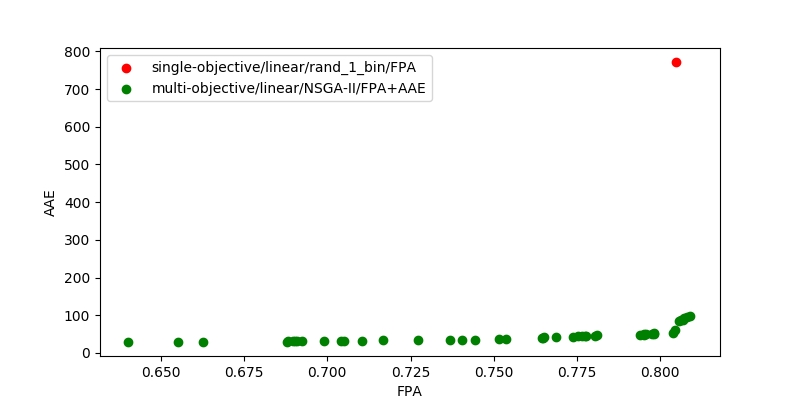 single-objective/linear/rand_1_bin/FPA
multi-objective/linear/NSGA-II/FPA+AAE
800
700
600
500
400
300
200
100
0
AAE
0.650 0.675 0.700 0.725 0.750 0.775 0.800
FPA